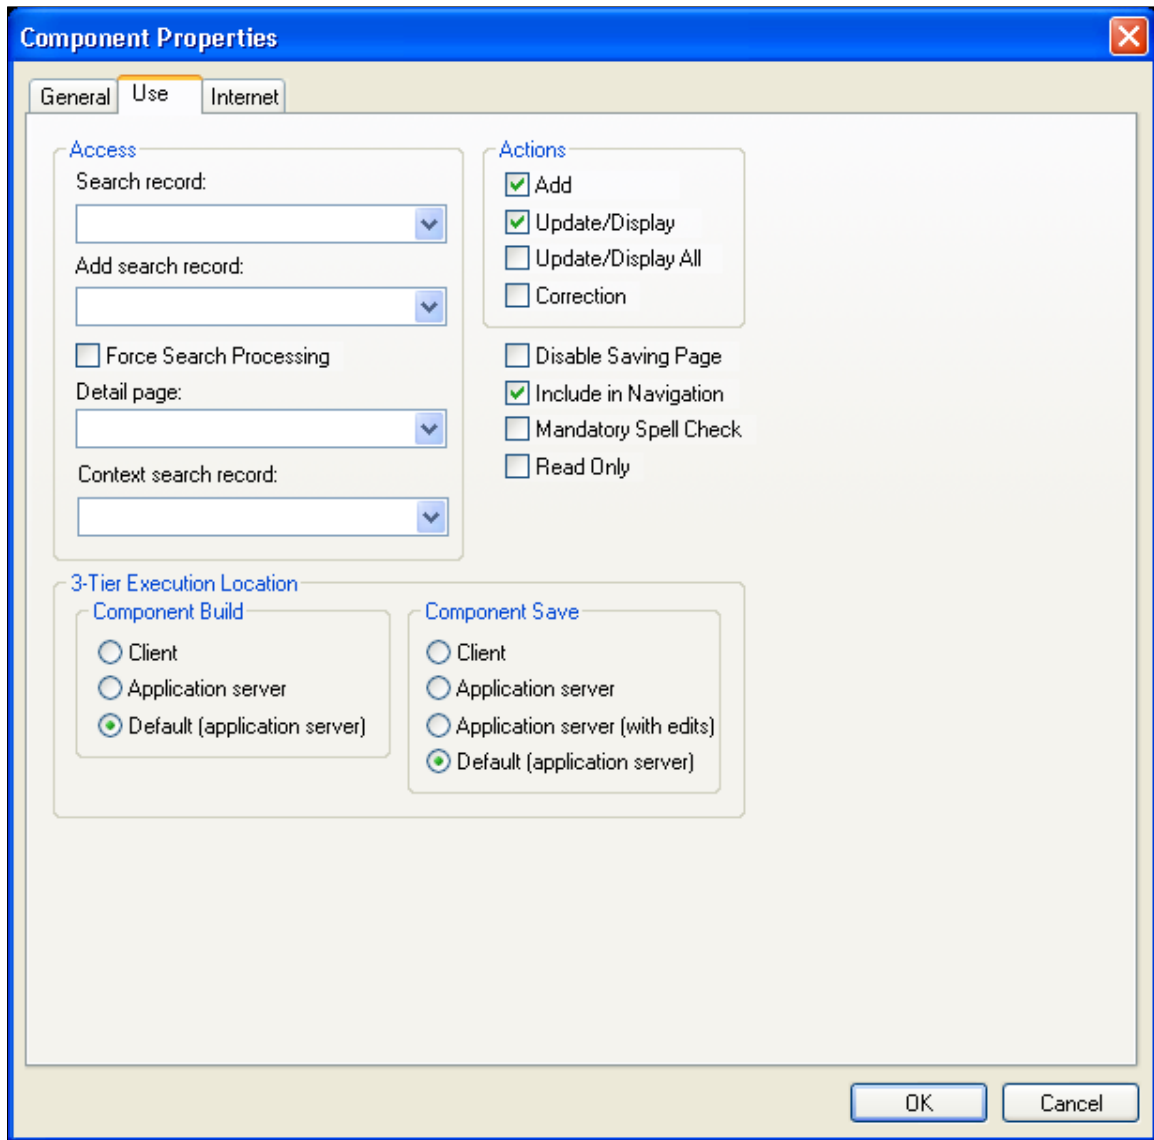 Component Properties
General Use Internet
Access
Search record:
Add search record:
Force Search Processing
Detail page:
Context search record:
Actions
Add
Update/Display
Update/Display All
Correction
Disable Saving Page
Include in Navigation
Mandatory Spell Check
Read Only
3-Tier Execution Location
Component Build
Client
Application server
Default (application server)
Component Save
Client
Application server
Application server (with edits)
Default (application server)
OK Cancel